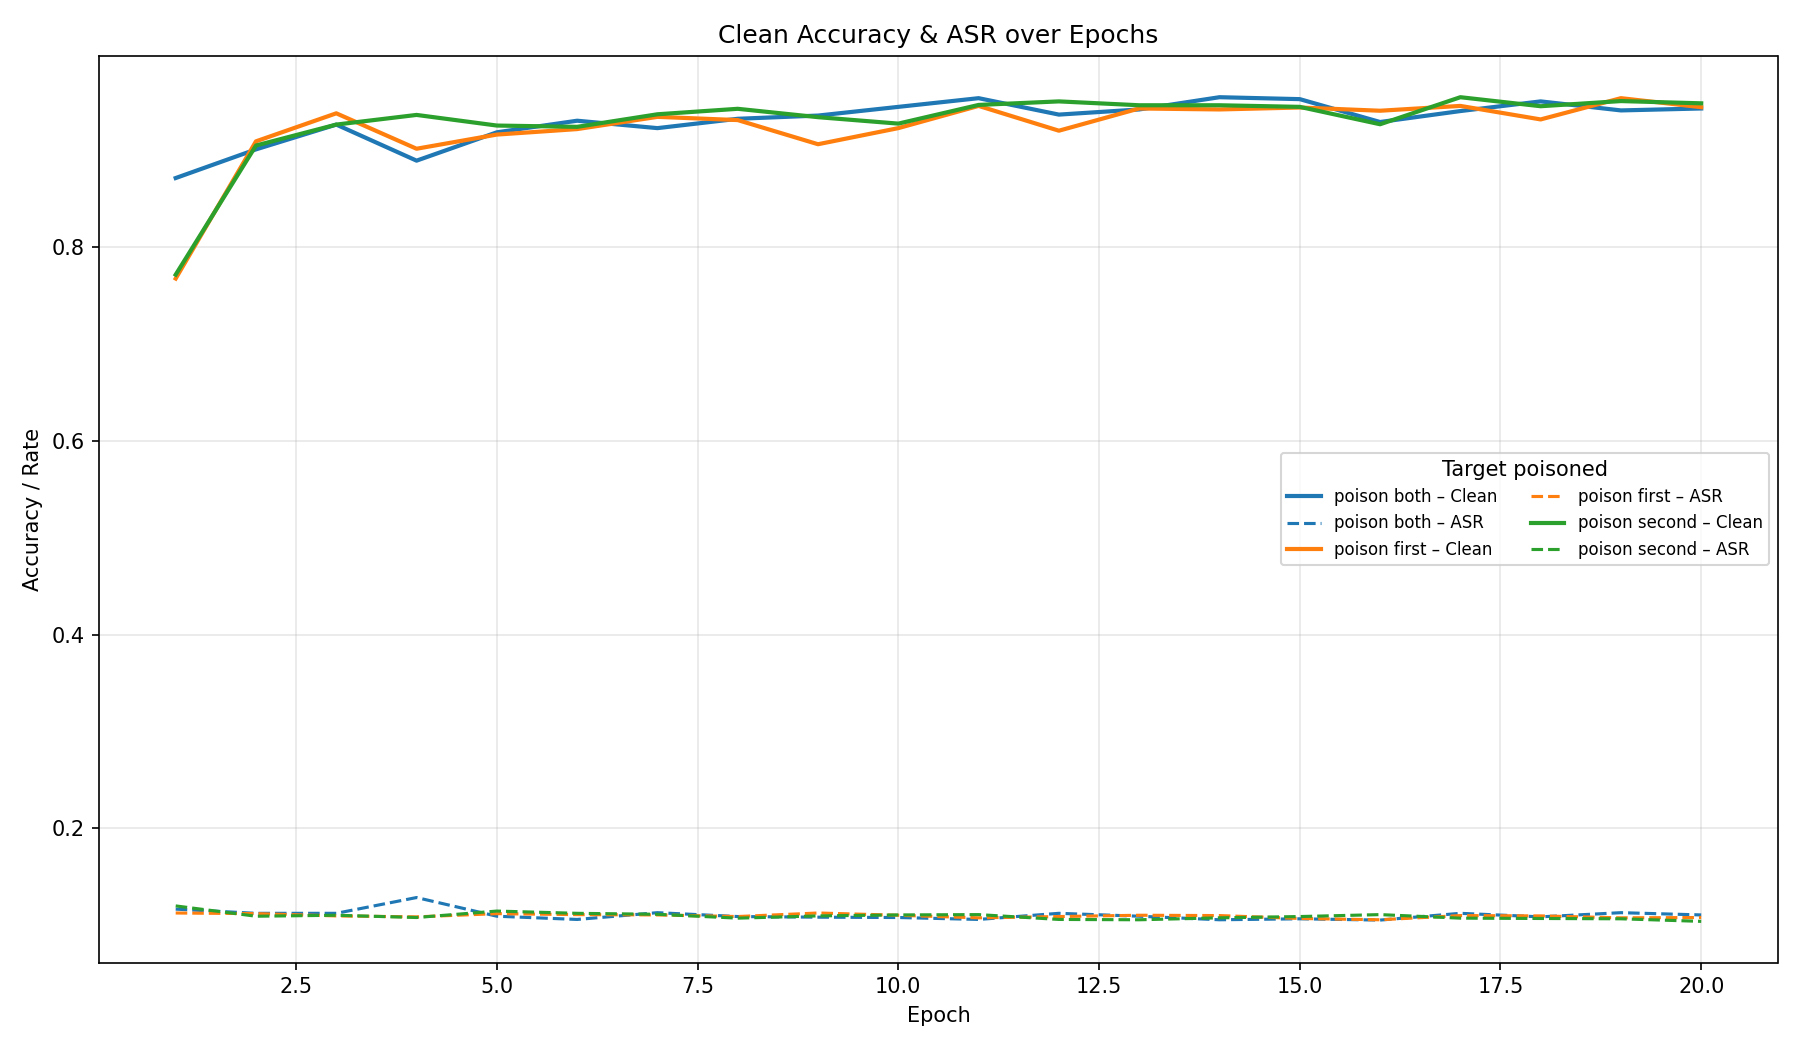 Clean Accuracy & ASR over Epochs
Accuracy / Rate
0.8
0.6
0.4
0.2
Target poisoned
poison both – Clean
poison both – ASR
poison first – Clean
poison first – ASR
poison second – Clean
poison second – ASR
2.5 5.0 7.5 10.0 12.5 15.0 17.5 20.0
Epoch